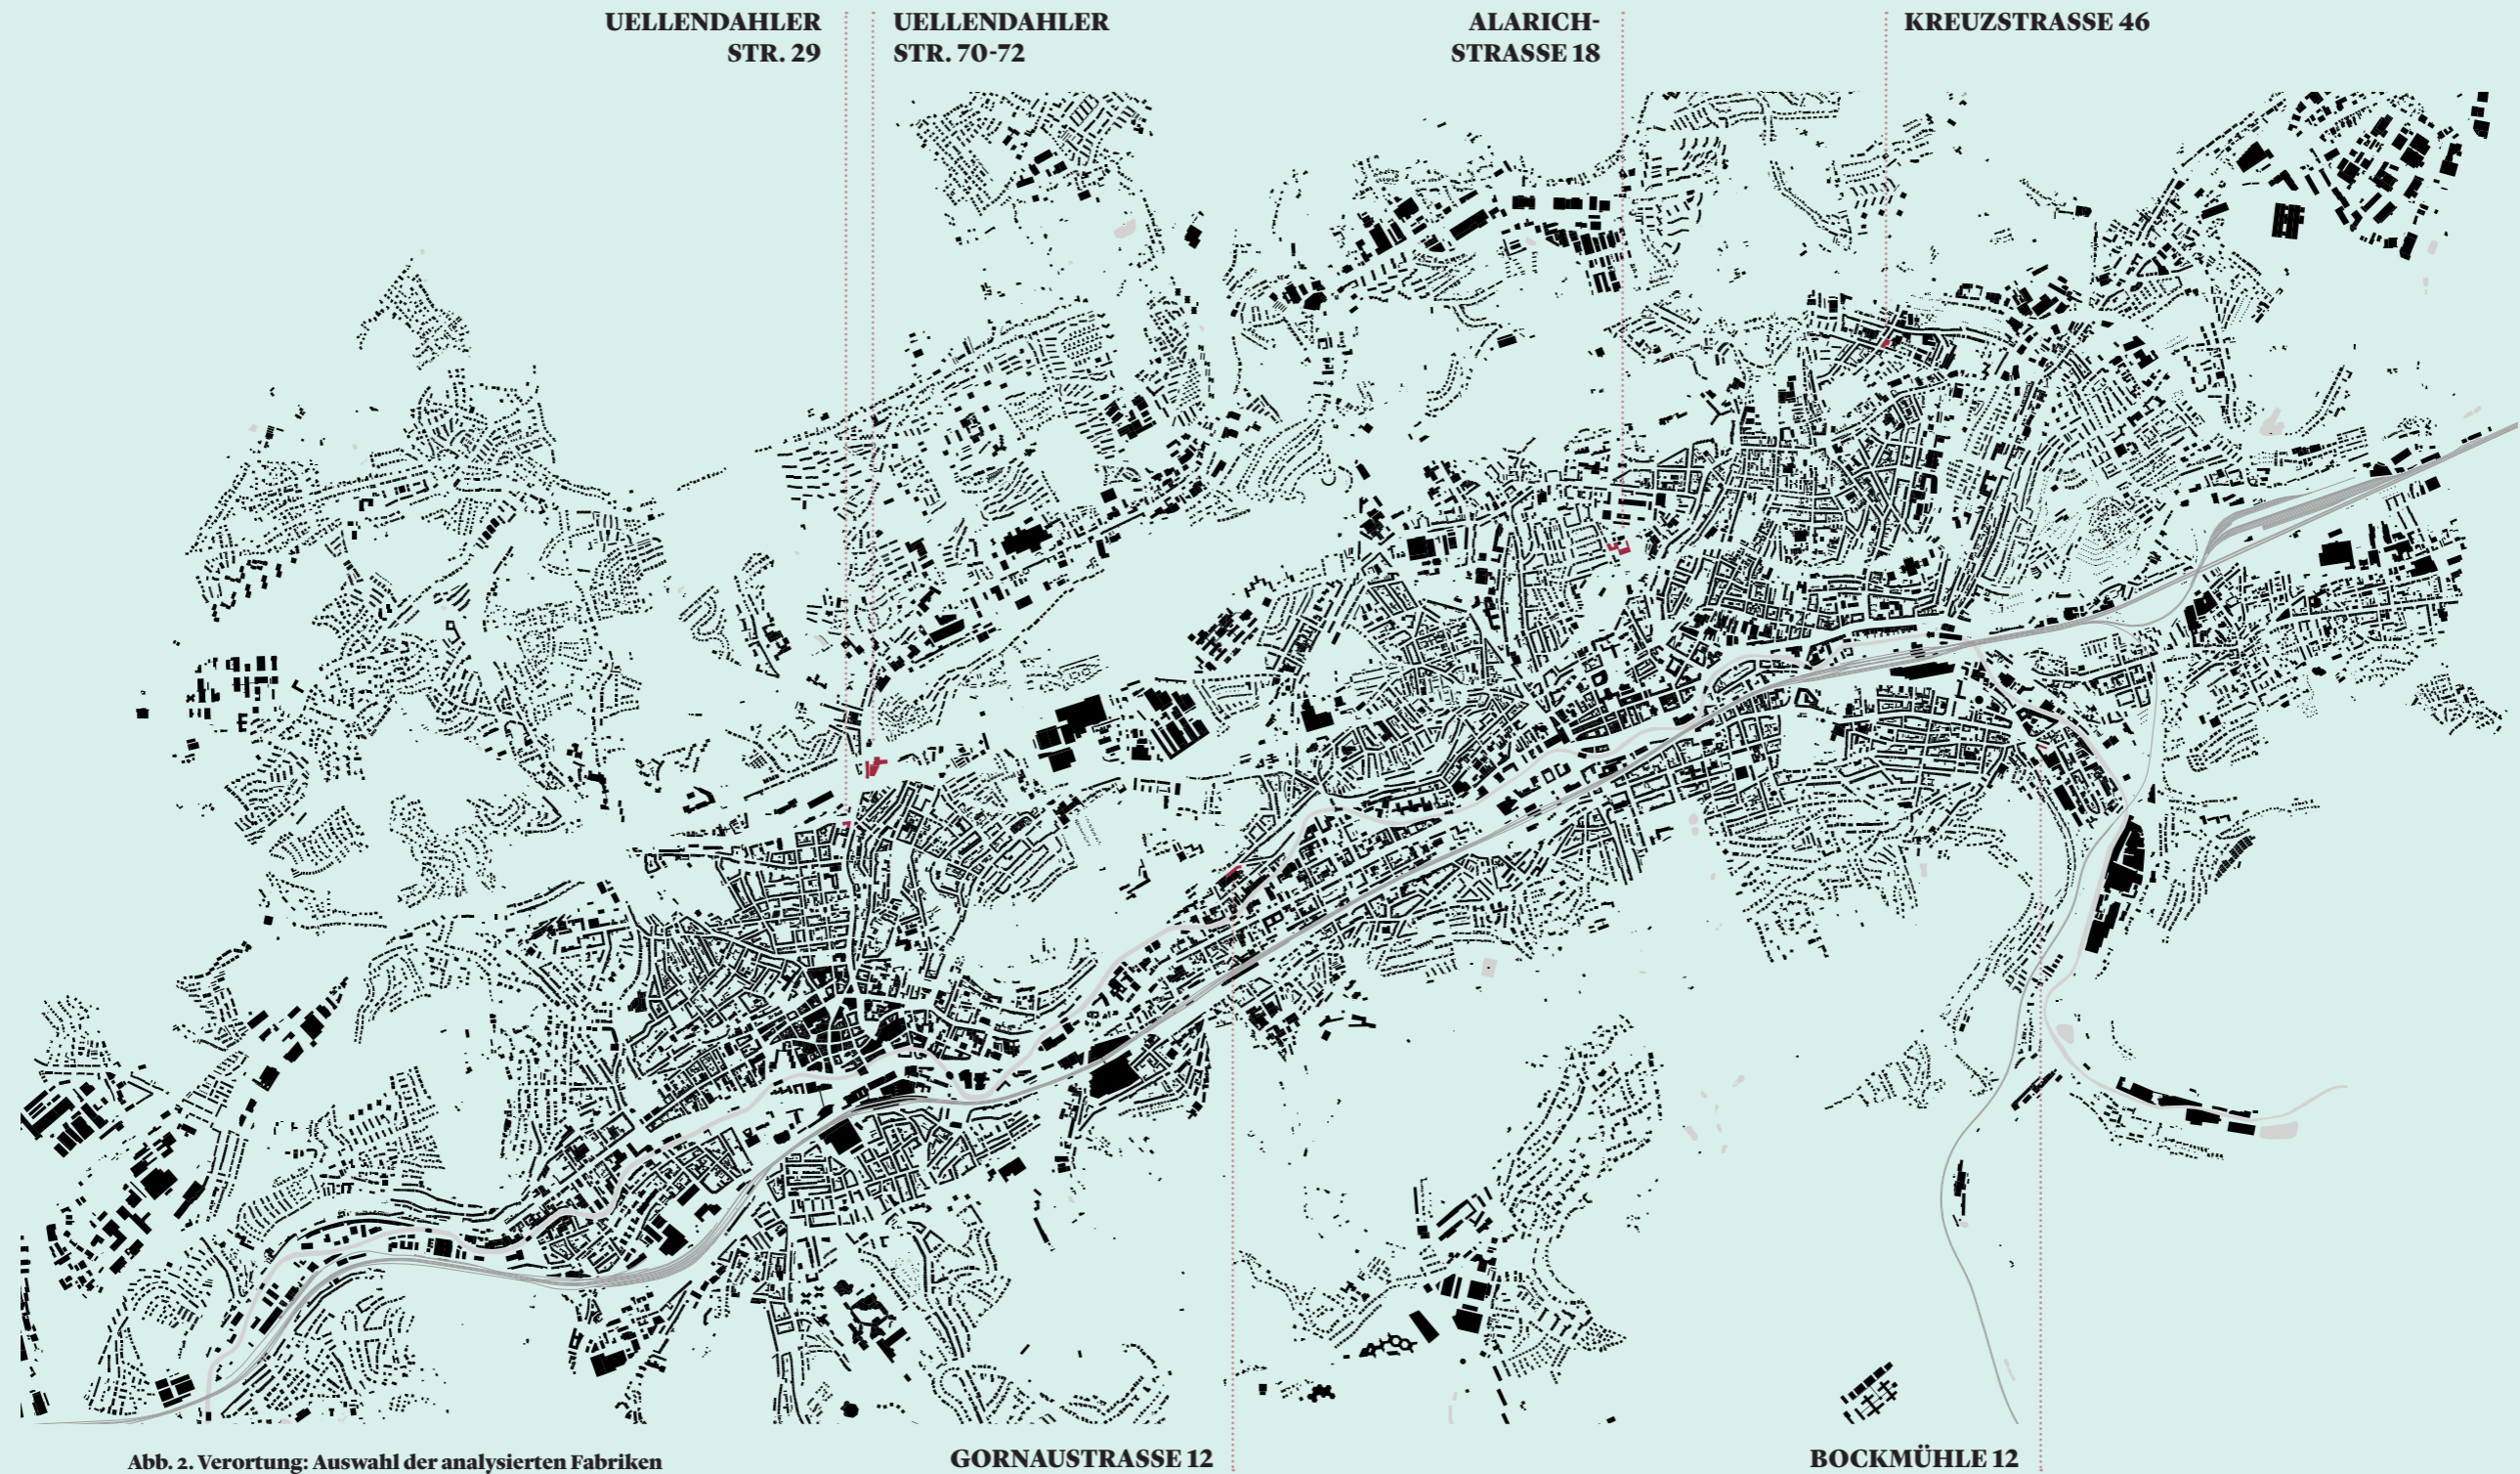 UELLENDAHLER
STR. 29
UELLENDAHLER
STR. 70-72
ALARICH-
STRASSE 18
KREUZSTRASSE 46
Abb. 2. Verortung: Auswahl der analysierten Fabriken
GORNAUSTRASSE 12
BOCKMÜHLE 12